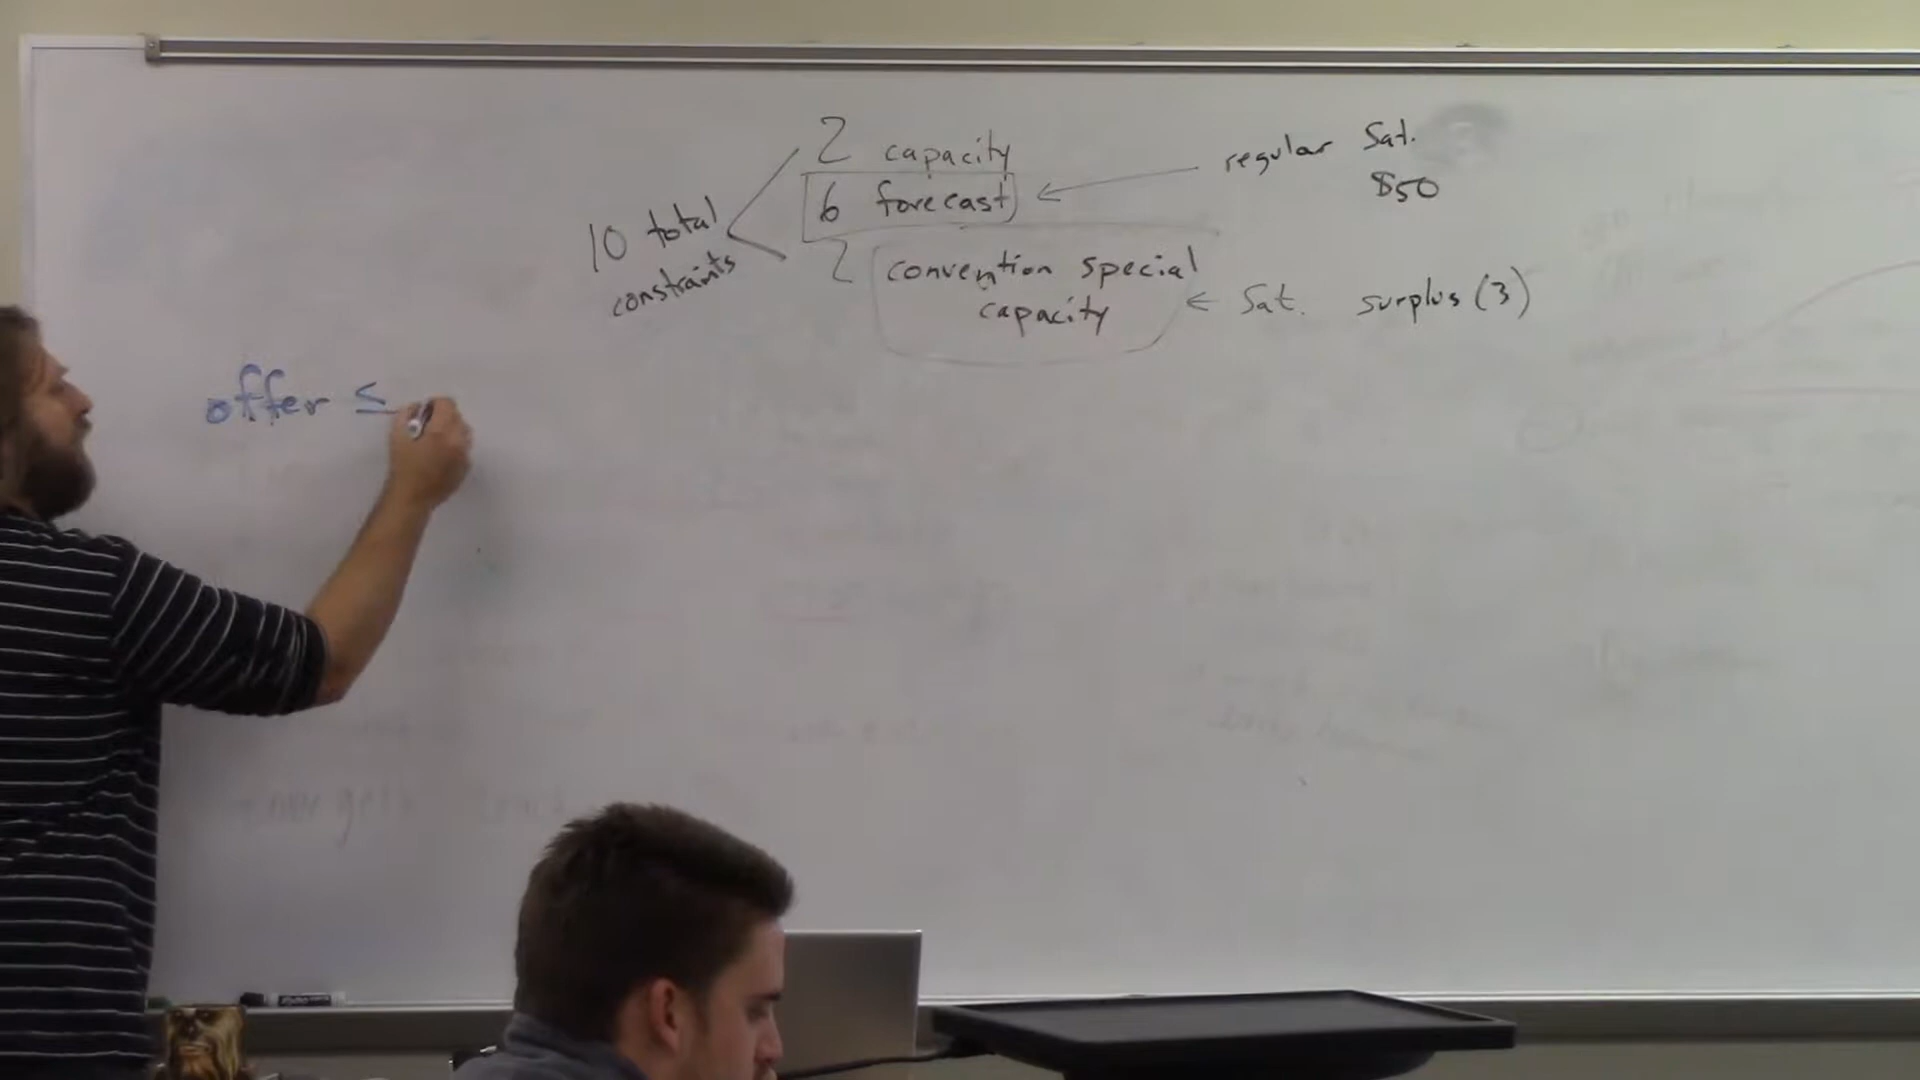 2 capacity
6 forecast
2 convention special
capacity
10 total
constraints
regular Sat.
$50
Sat. surplus (3)
offer ≤